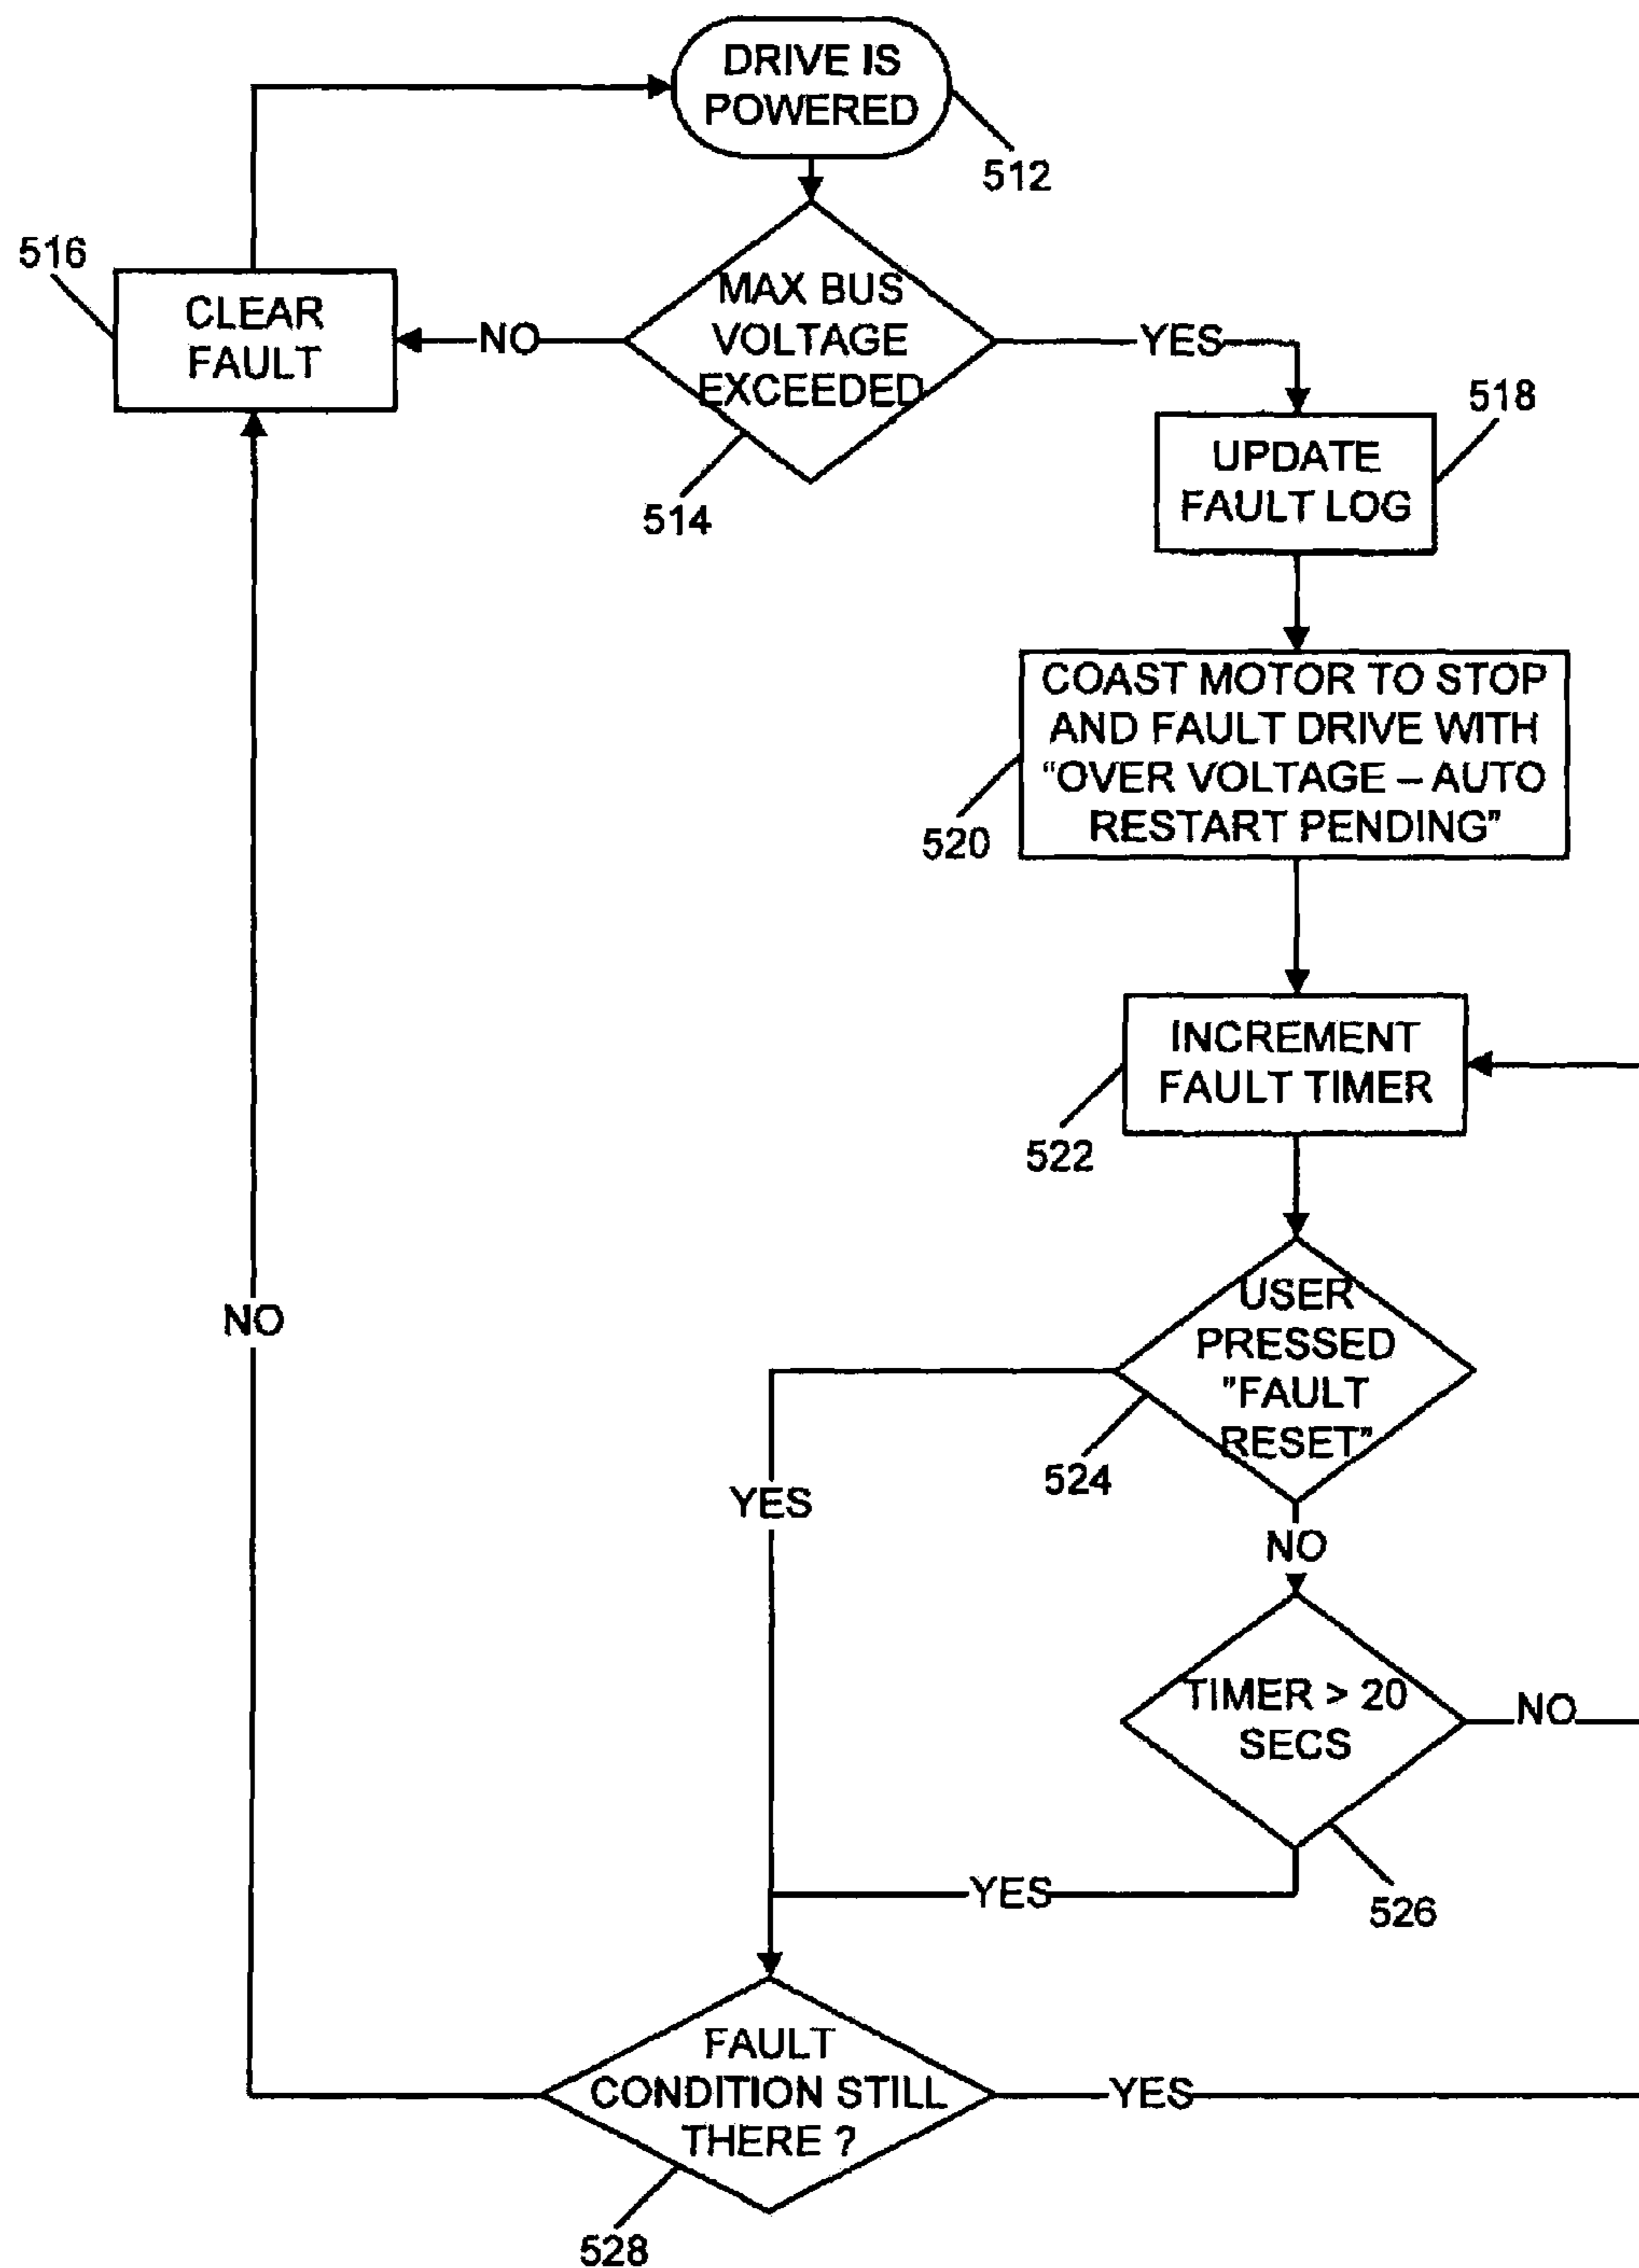 DRIVE IS
POWERED
512
516
CLEAR
FAULT
NO
MAX BUS
VOLTAGE
EXCEEDED
YES
514
518
UPDATE
FAULT LOG
COAST MOTOR TO STOP
AND FAULT DRIVE WITH
“OVER VOLTAGE – AUTO
RESTART PENDING”
520
INCREMENT
FAULT TIMER
522
NO
USER
PRESSED
”FAULT
RESET”
524
YES
NO
TIMER > 20
SECS
NO
YES
526
FAULT
CONDITION STILL
THERE ?
YES
528